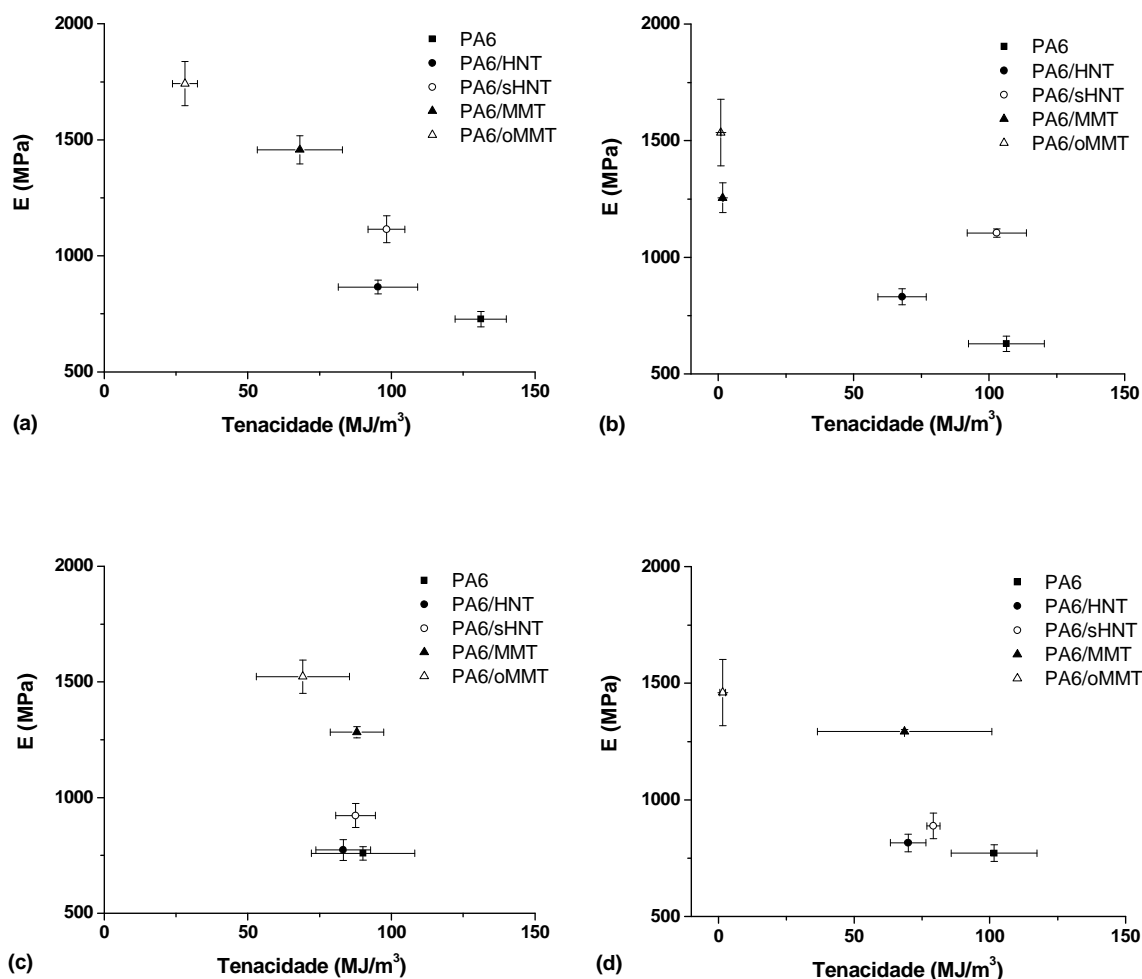 2000
1500
1000
500
E (MPa)
PA6
PA6/HNT
PA6/sHNT
PA6/MMT
PA6/oMMT
0 50 100 150
(a) Tenacidade (MJ/m³)
2000
1500
1000
500
E (MPa)
PA6
PA6/HNT
PA6/sHNT
PA6/MMT
PA6/oMMT
0 50 100 150
(b) Tenacidade (MJ/m³)
2000
1500
1000
500
E (MPa)
PA6
PA6/HNT
PA6/sHNT
PA6/MMT
PA6/oMMT
0 50 100 150
(c) Tenacidade (MJ/m³)
2000
1500
1000
500
E (MPa)
PA6
PA6/HNT
PA6/sHNT
PA6/MMT
PA6/oMMT
0 50 100 150
(d) Tenacidade (MJ/m³)